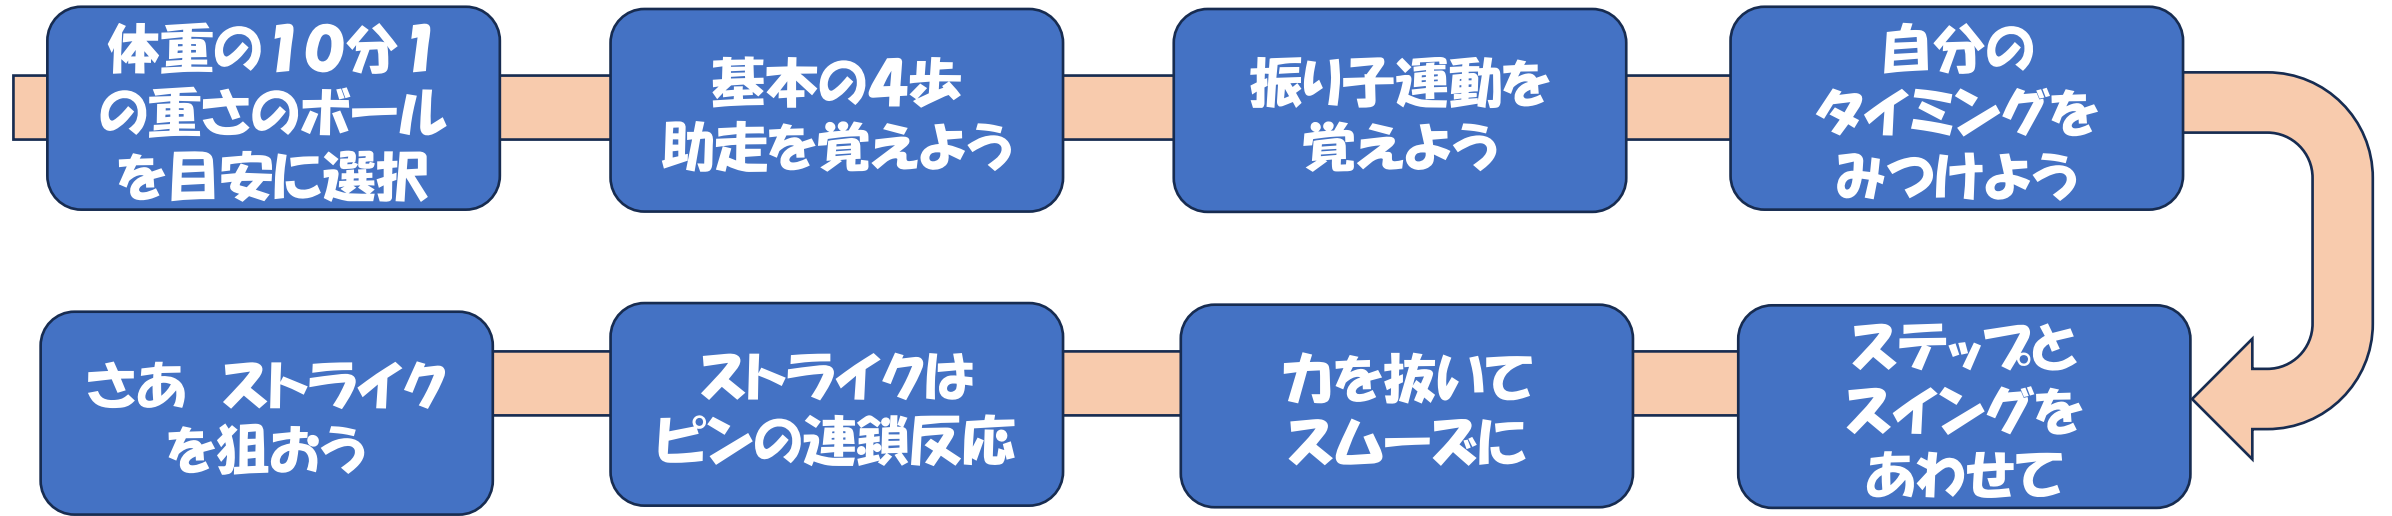 体重の１０分１
の重さのボール
を目安に選択
基本の4歩
助走を覚えよう
振り子運動を
覚えよう
自分の
タイミングを
みつけよう
ステップと
スイングを
あわせて
力を抜いて
スムーズに
ストライクは
ピンの連鎖反応
さあ　ストライク
を狙おう